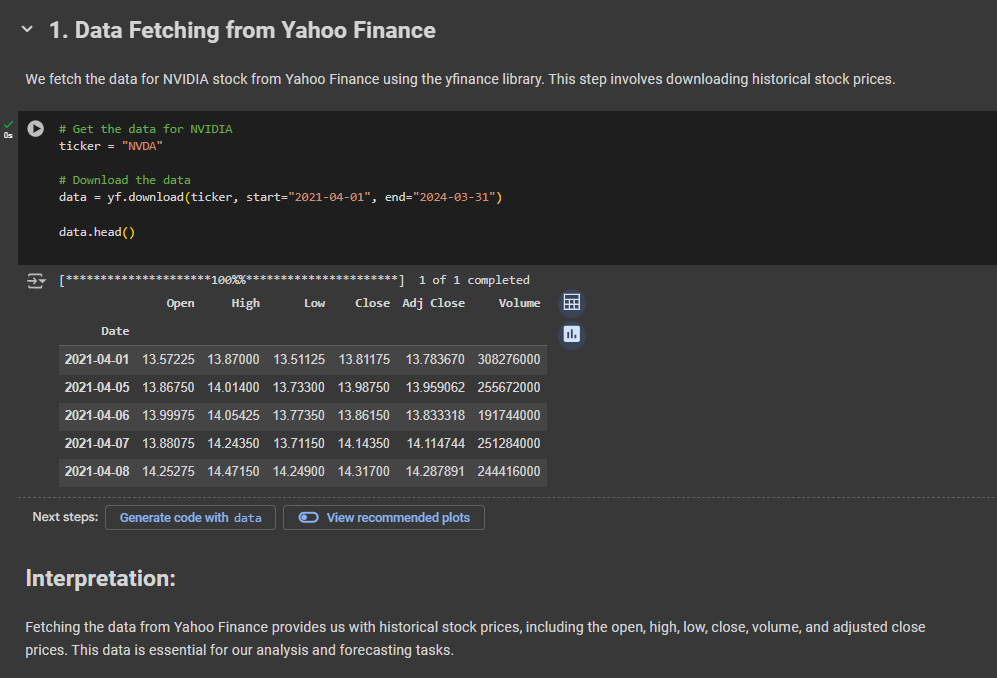 1. Data Fetching from Yahoo Finance
We fetch the data for NVIDIA stock from Yahoo Finance using the yfinance library. This step involves downloading historical stock prices.
0s
# Get the data for NVIDIA
ticker = "NVDA"
# Download the data
data = yf.download(ticker, start="2021-04-01", end="2024-03-31")
data.head()
[*********************100%%**********************]  1 of 1 completed
Open High Low Close Adj Close Volume
Date
2021-04-01 13.57225 13.87000 13.51125 13.81175 13.783670 308276000
2021-04-05 13.86750 14.01400 13.73300 13.98750 13.959062 255672000
2021-04-06 13.99975 14.05425 13.77350 13.86150 13.833318 191744000
2021-04-07 13.88075 14.24350 13.71150 14.14350 14.114744 251284000
2021-04-08 14.25275 14.47150 14.24900 14.31700 14.287891 244416000
Next steps: Generate code with data View recommended plots
Interpretation:
Fetching the data from Yahoo Finance provides us with historical stock prices, including the open, high, low, close, volume, and adjusted close
prices. This data is essential for our analysis and forecasting tasks.